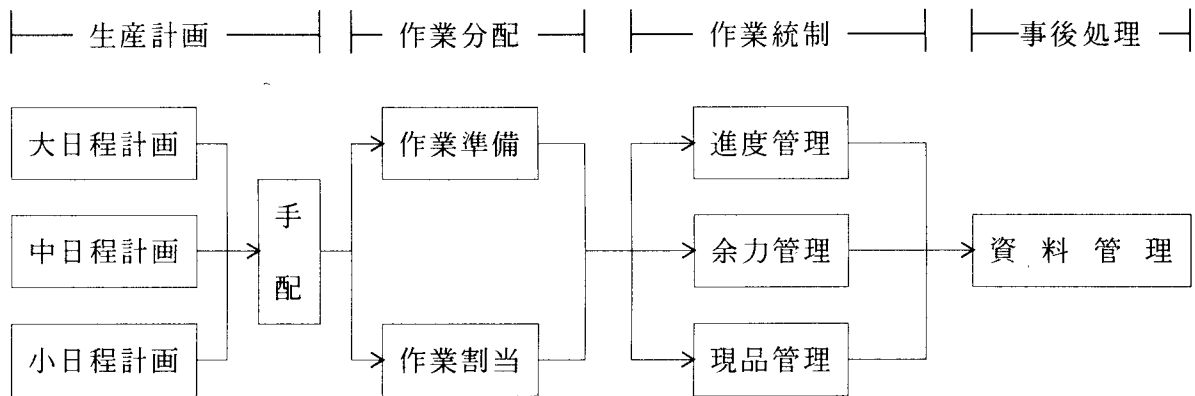 生産計画 作業分配 作業統制 事後処理
大日程計画 作業準備 進度管理
手配
中日程計画 余力管理 資料管理
小日程計画 作業割当 現品管理